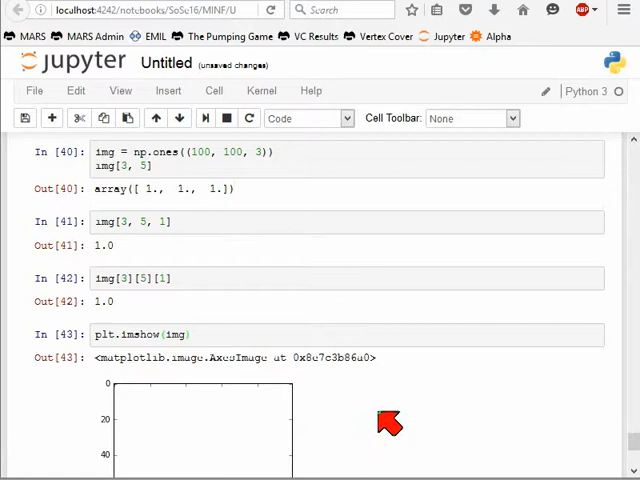 localhost:4242/notebooks/SoSe16/MINF/U
Search
ABP
MARS MARS Admin EMIL The Pumping Game VC Results Vertex Cover Jupyter Alpha
jupyter Untitled (unsaved changes)
File Edit View Insert Cell Kernel Help Python 3
Code Cell Toolbar: None
In [40]: img = np.ones((100, 100, 3))
img[3, 5]
Out[40]: array([ 1., 1., 1.])
In [41]: img[3, 5, 1]
Out[41]: 1.0
In [42]: img[3][5][1]
Out[42]: 1.0
In [43]: plt.imshow(img)
Out[43]: <matplotlib.image.AxesImage at 0x8e7c3b86a0>
0
20
40